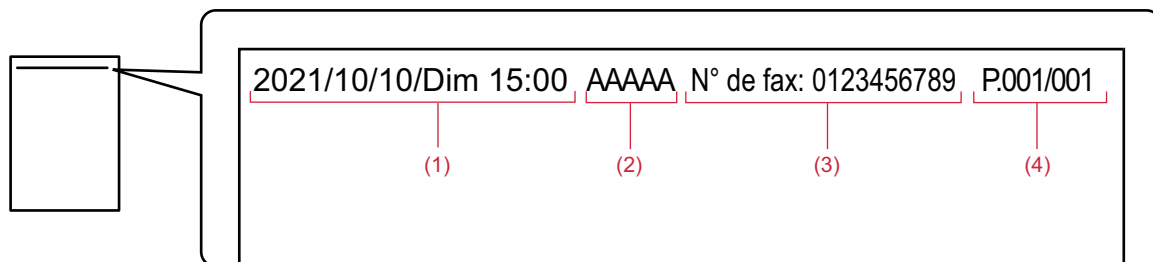 2021/10/10/Dim 15:00 AAAAA N° de fax: 0123456789 P.001/001
(1) (2) (3) (4)